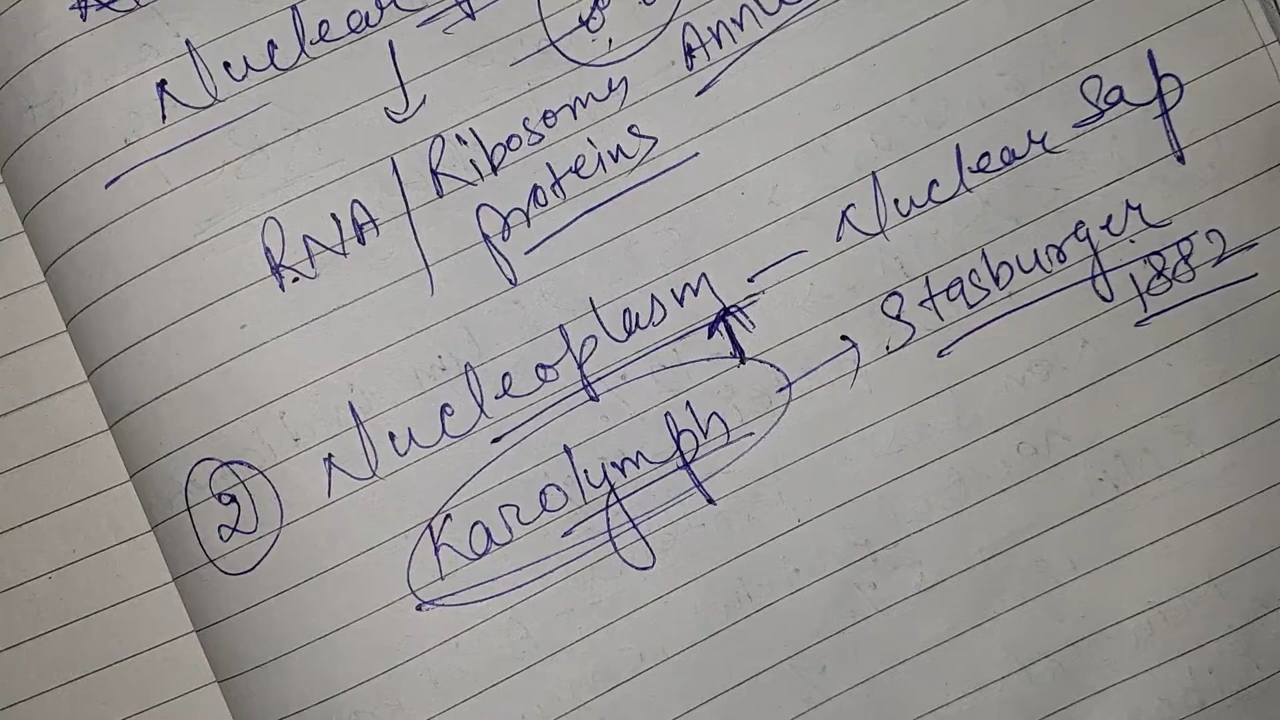 Nuclear
RNA / Ribosomy
proteins
② Nucleoplasm - Nuclear Sap
Karolymph → Stasburger
1882